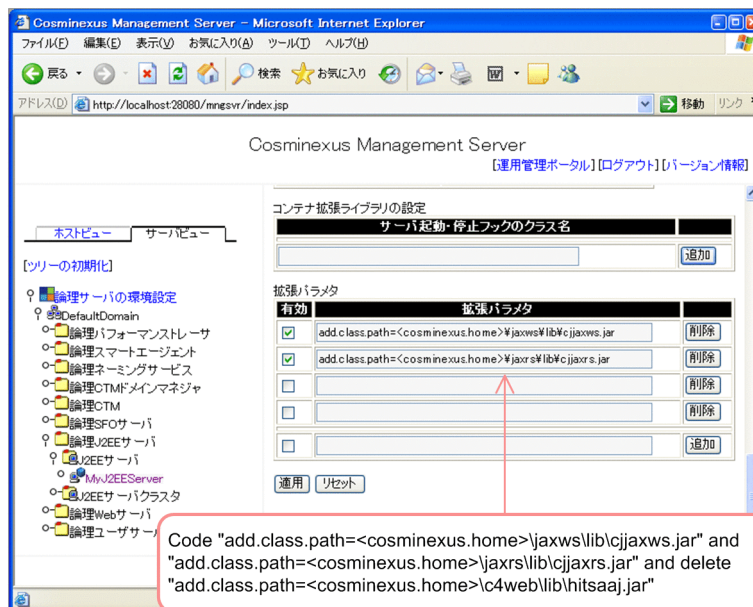 Cosminexus Management Server - Microsoft Internet Explorer
ファイル(F) 編集(E) 表示(V) お気に入り(A) ツール(T) ヘルプ(H)
戻る 検索 お気に入り
アドレス(D) http://localhost:28080/mngsvr/index.jsp 移動 リンク
Cosminexus Management Server
[運用管理ポータル][ログアウト][バージョン情報]
ホストビュー サーバビュー
[ツリーの初期化]
論理サーバの環境設定
DefaultDomain
論理パフォーマンストレーサ
論理スマートエージェント
論理ネーミングサービス
論理CTMドメインマネジャ
論理CTM
論理SFOサーバ
論理J2EEサーバ
J2EEサーバ
MyJ2EEServer
J2EEサーバクラスタ
論理Webサーバ
論理ユーザサー
コンテナ拡張ライブラリの設定
サーバ起動・停止フックのクラス名
追加
拡張パラメタ
有効 拡張パラメタ
add.class.path=<cosminexus.home>¥jaxws¥lib¥cjjaxws.jar 削除
add.class.path=<cosminexus.home>¥jaxrs¥lib¥cjjaxrs.jar 削除
削除
削除
追加
適用 リセット
Code "add.class.path=<cosminexus.home>\jaxws\lib\cjjaxws.jar" and
"add.class.path=<cosminexus.home>\jaxrs\lib\cjjaxrs.jar" and delete
"add.class.path=<cosminexus.home>\c4web\lib\hitsaaj.jar"